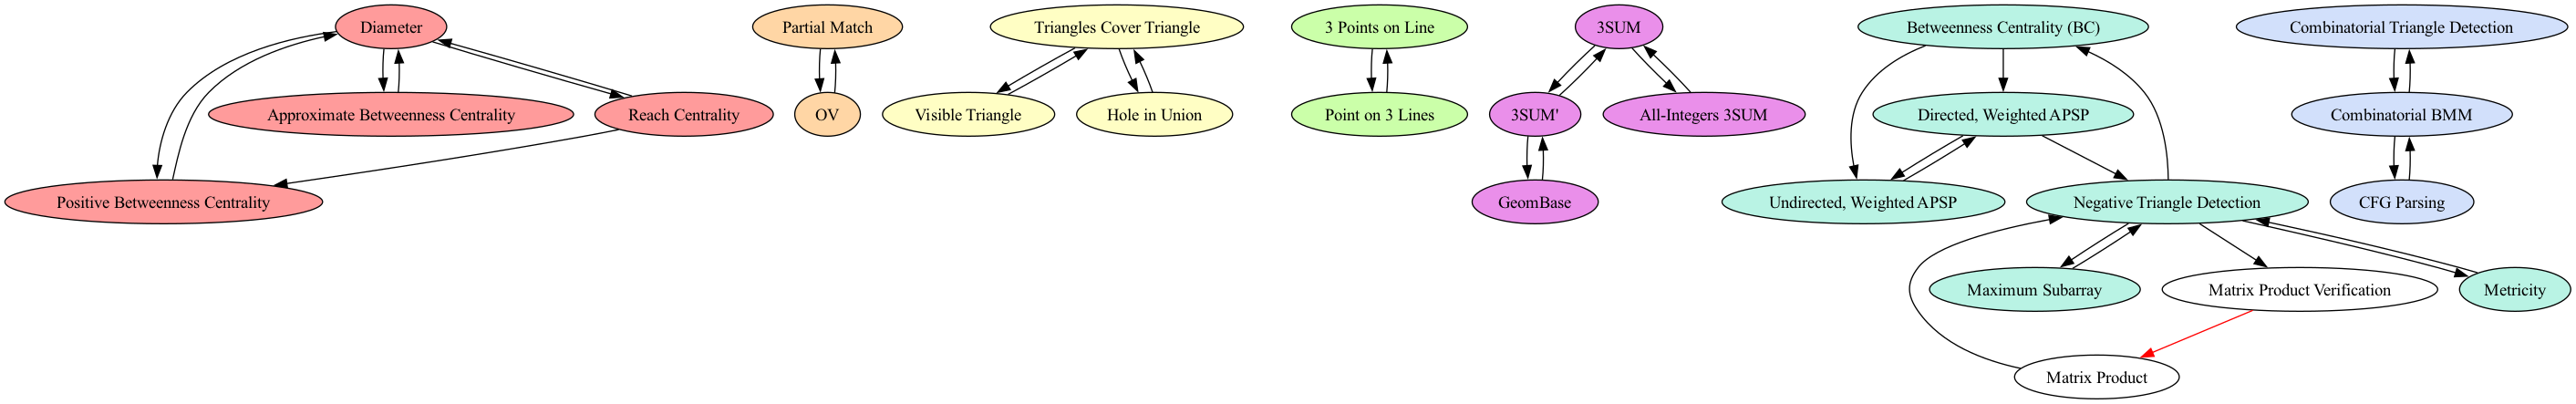 Diameter
Partial Match
Triangles Cover Triangle
3 Points on Line
3SUM
Betweenness Centrality (BC)
Combinatorial Triangle Detection
Approximate Betweenness Centrality
Reach Centrality
OV
Visible Triangle
Hole in Union
Point on 3 Lines
3SUM'
All-Integers 3SUM
Directed, Weighted APSP
Combinatorial BMM
Positive Betweenness Centrality
GeomBase
Undirected, Weighted APSP
Negative Triangle Detection
CFG Parsing
Maximum Subarray
Matrix Product Verification
Metricity
Matrix Product